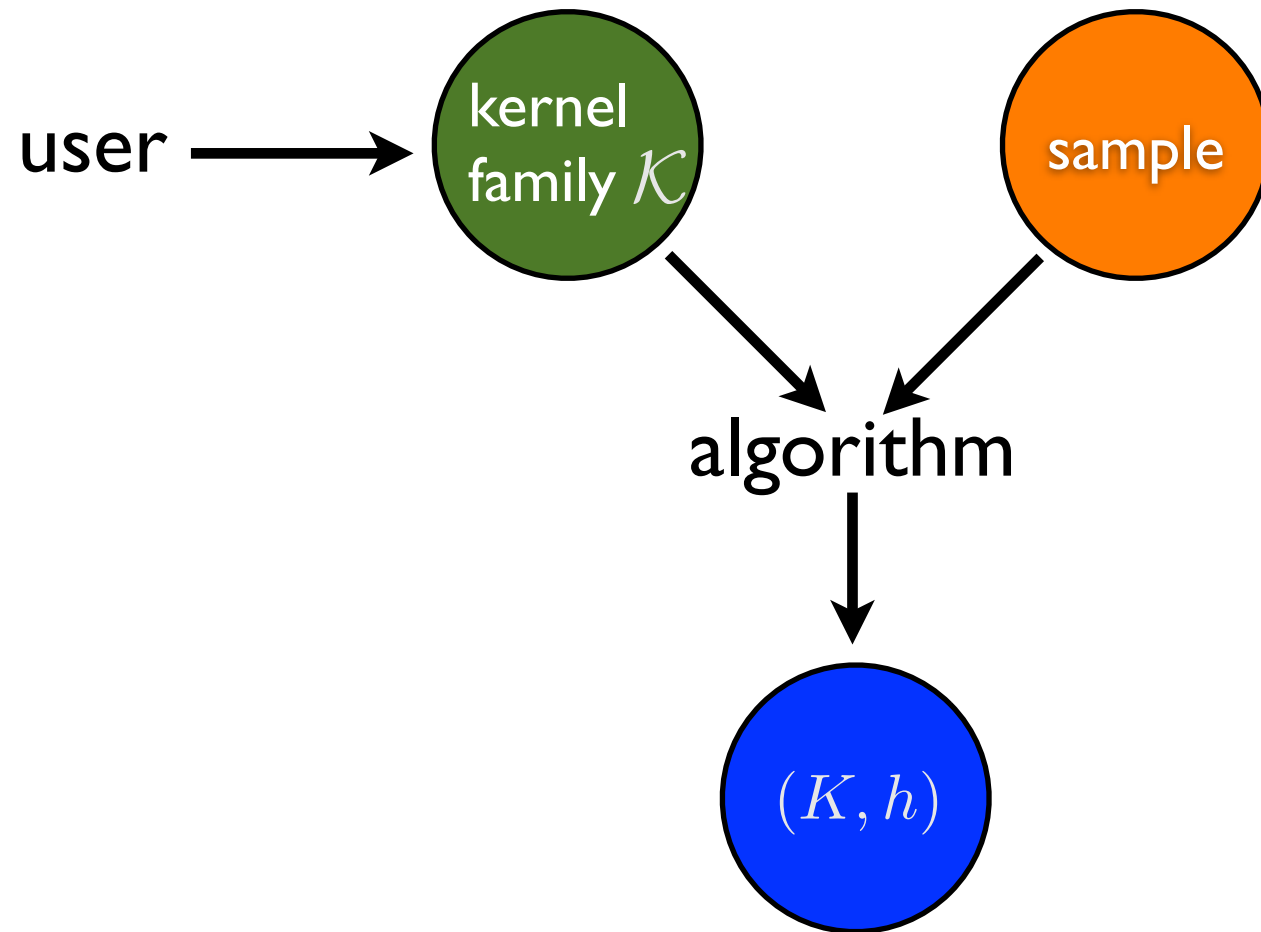 user
kernel
family 𝒦
sample
algorithm
(K, h)